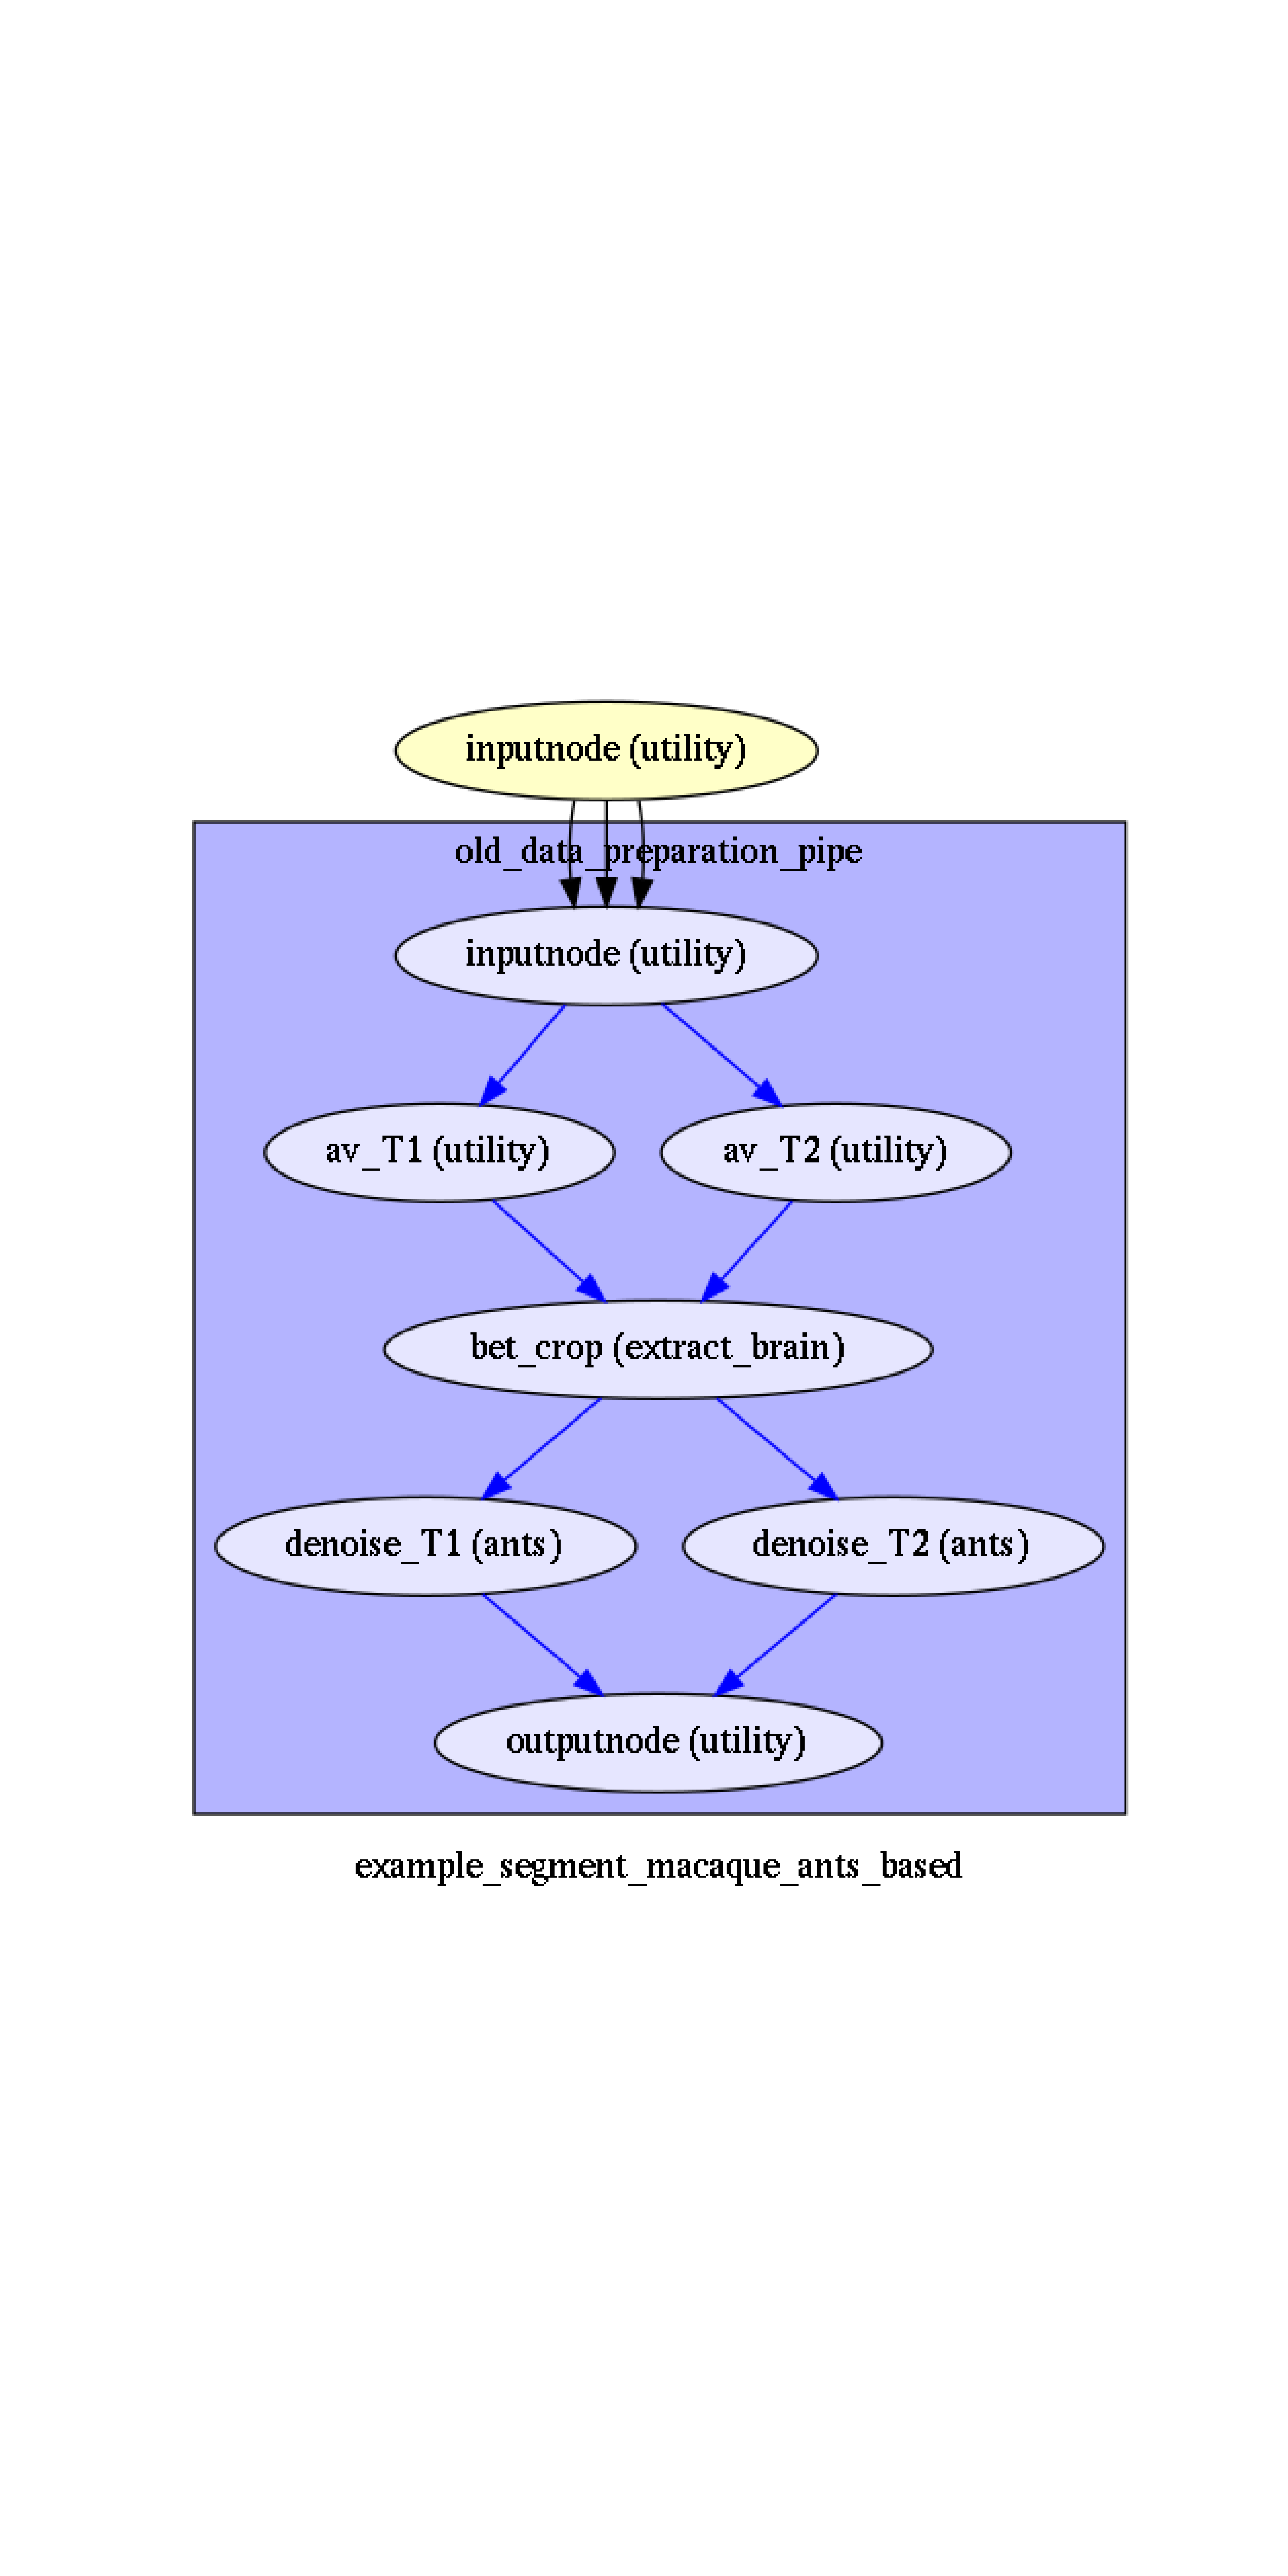 inputnode (utility)
old_data_preparation_pipe
inputnode (utility)
av_T1 (utility)
av_T2 (utility)
bet_crop (extract_brain)
denoise_T1 (ants)
denoise_T2 (ants)
outputnode (utility)
example_segment_macaque_ants_based